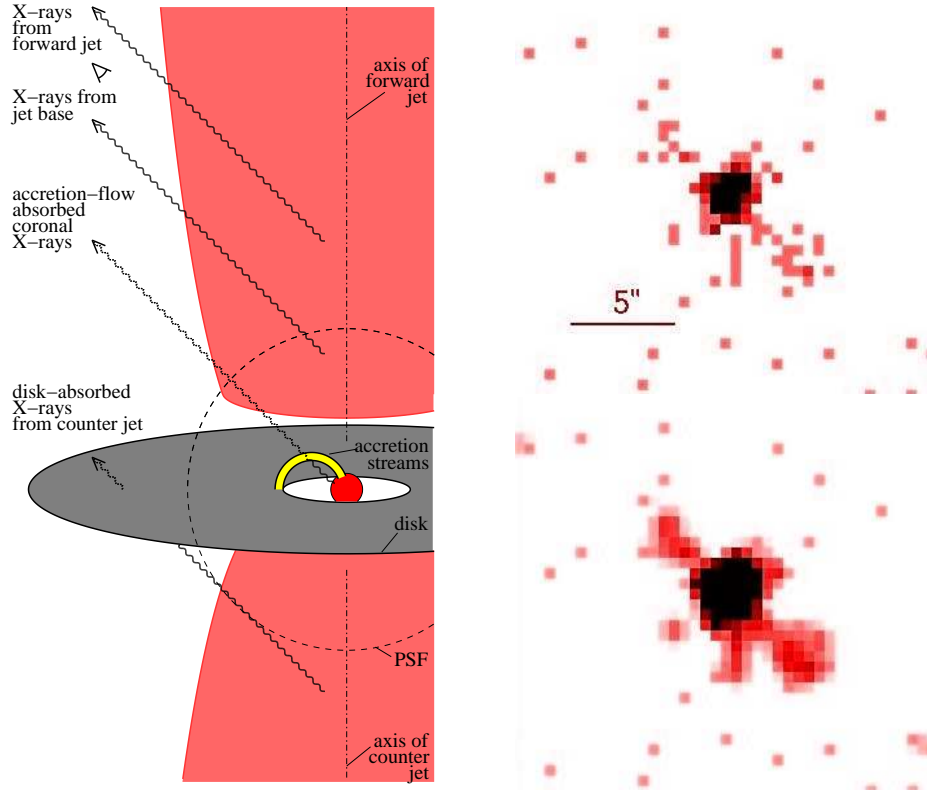 X−rays
from
forward jet
X−rays from
jet base
accretion−flow
absorbed
coronal
X−rays
disk−absorbed
X−rays
from counter jet
axis of
forward
jet
accretion
streams
disk
PSF
axis of
counter
jet
5"